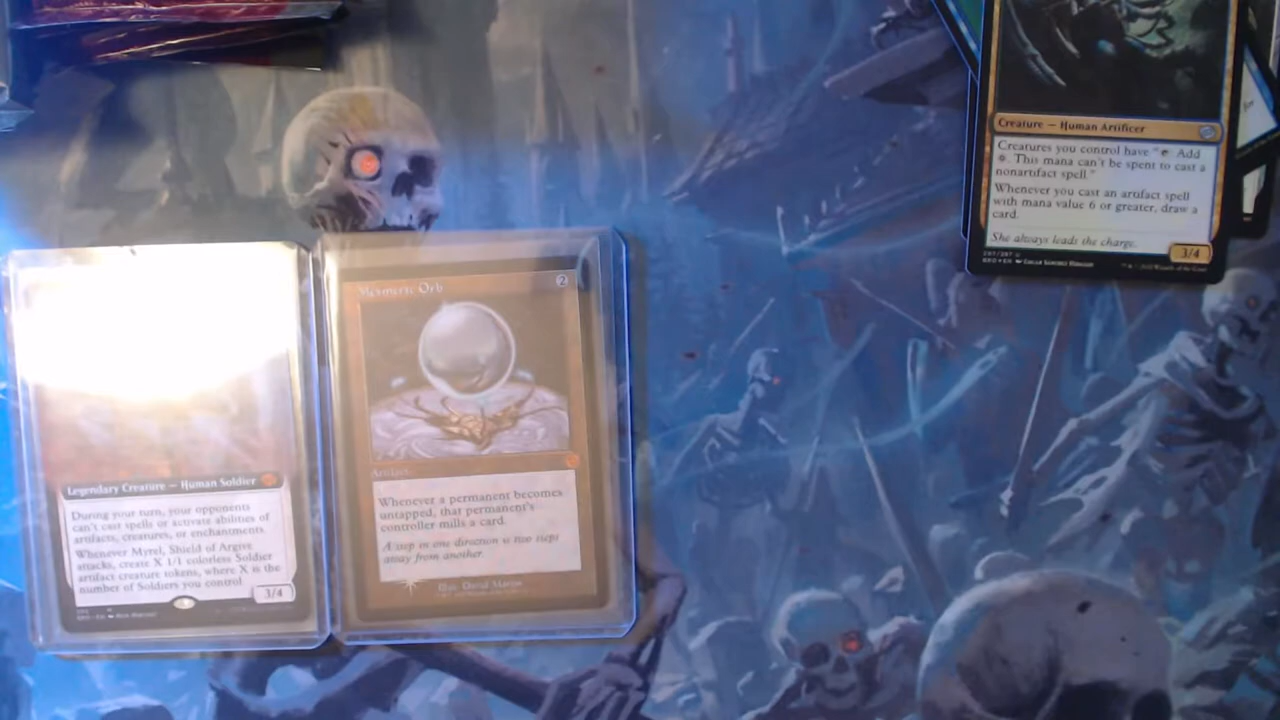 Legendary Creature — Human Soldier
During your turn, your opponents
can't cast spells or activate abilities of
artifacts, creatures, or enchantments.
Whenever Myrel, Shield of Argive
attacks, create X 1/1 colorless Soldier
artifact creature tokens, where X is the
number of Soldiers you control.
3/4
Mesmeric Orb
2
Artifact
Whenever a permanent becomes
untapped, that permanent's
controller mills a card.
A step in one direction is two steps
away from another.
Creature — Human Artificer
Creatures you control have ": Add
. This mana can't be spent to cast a
nonartifact spell."
Whenever you cast an artifact spell
with mana value 6 or greater, draw a
card.
She always leads the charge.
3/4